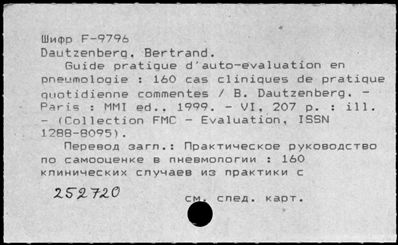 Шифр F-9796
Dautzenberg, Bertrand.
Guide pratique d'auto-evaluation en
pneumologie : 160 cas cliniques de pratique
quotidienne commentes / B. Dautzenberg. -
Paris : MMI ed., 1999. - VI, 207 p. : ill.
- (Collection FMC - Evaluation, ISSN
1288-8095).
Перевод загл.: Практическое руководство
по самооценке в пневмологии : 160
клинических случаев из практики с
252720
см. след. карт.